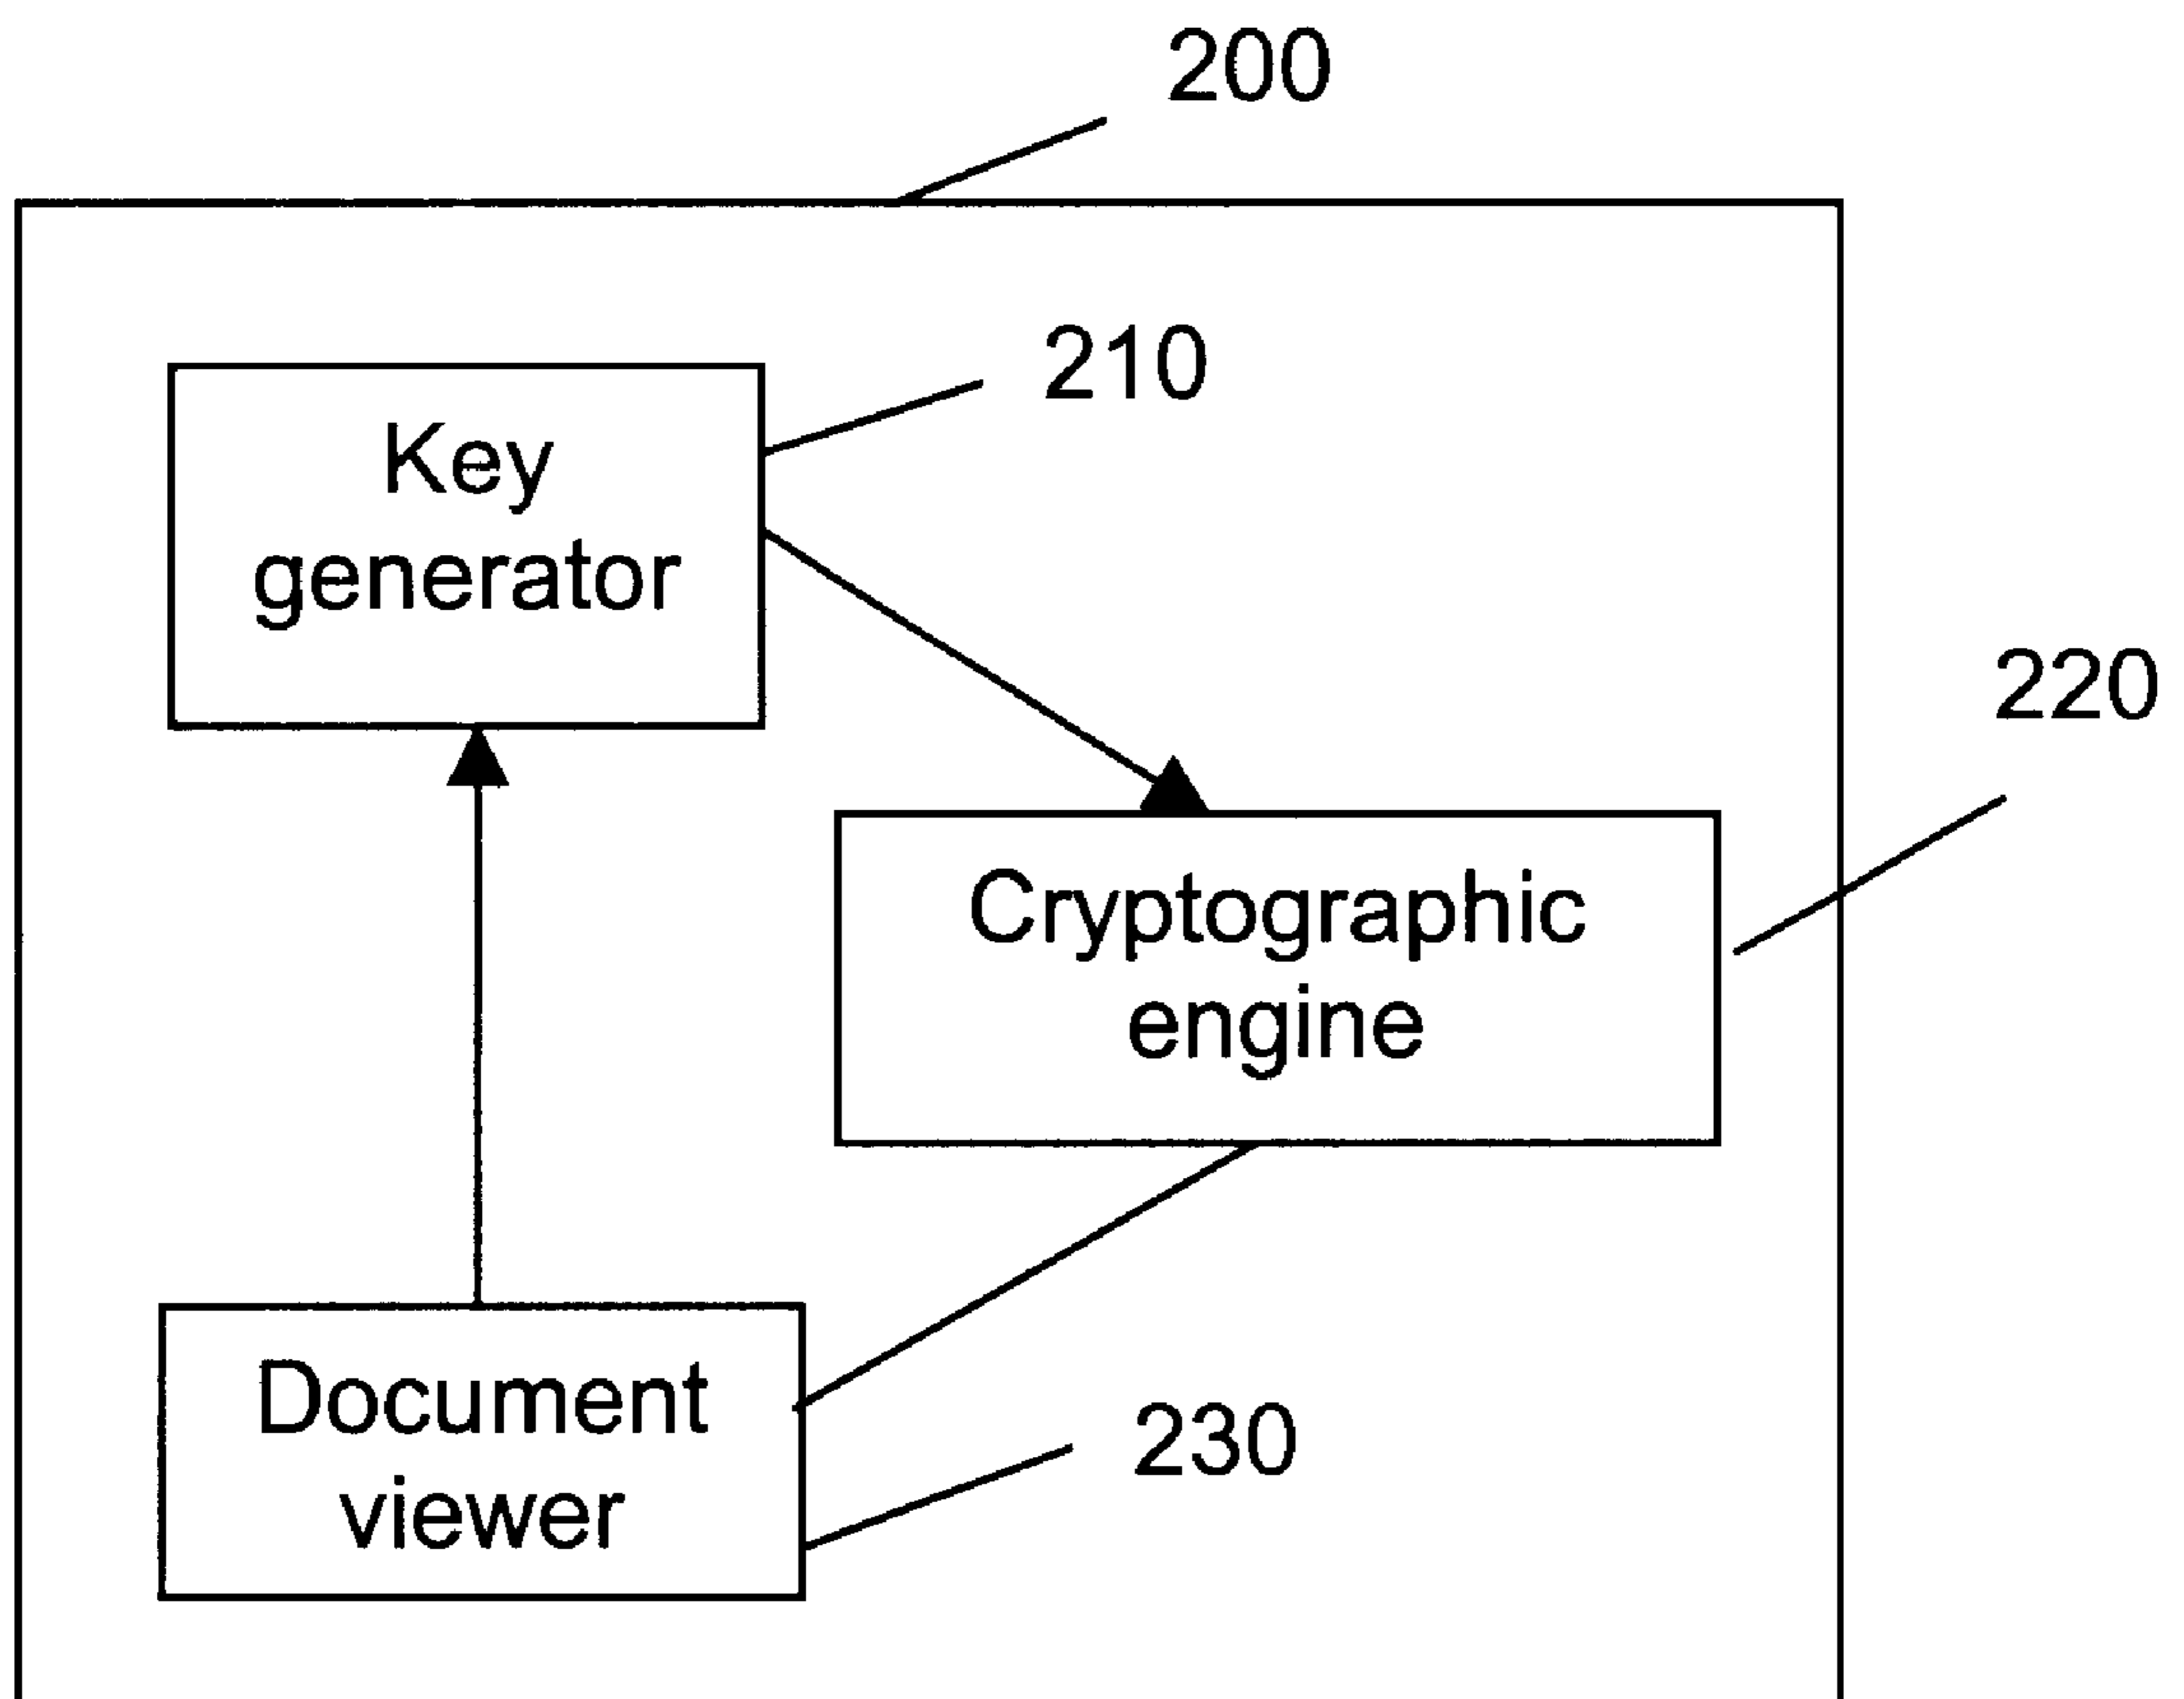 200
210
Key
generator
220
Cryptographic
engine
Document
viewer
230